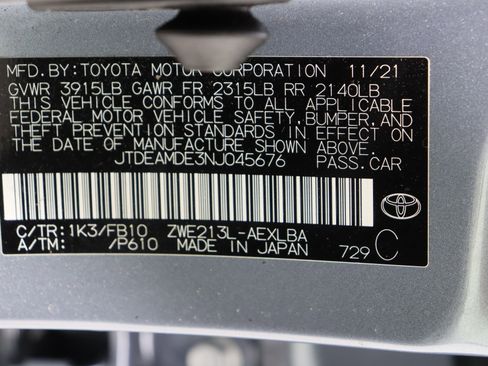 MFD.BY:TOYOTA MOTOR CORPORATION 11/21
GVWR 3915LB GAWR FR 2315LB RR 2140LB
THIS VEHICLE CONFORMS TO ALL APPLICABLE
FEDERAL MOTOR VEHICLE SAFETY,BUMPER,AND
THEFT PREVENTION STANDARDS IN EFFECT ON
THE DATE OF MANUFACTURE SHOWN ABOVE.
JTDEAMDE3NJ045676 PASS.CAR
C/TR:1K3/FB10 ZWE213L-AEXLBA
A/TM: /P610 MADE IN JAPAN 729 C